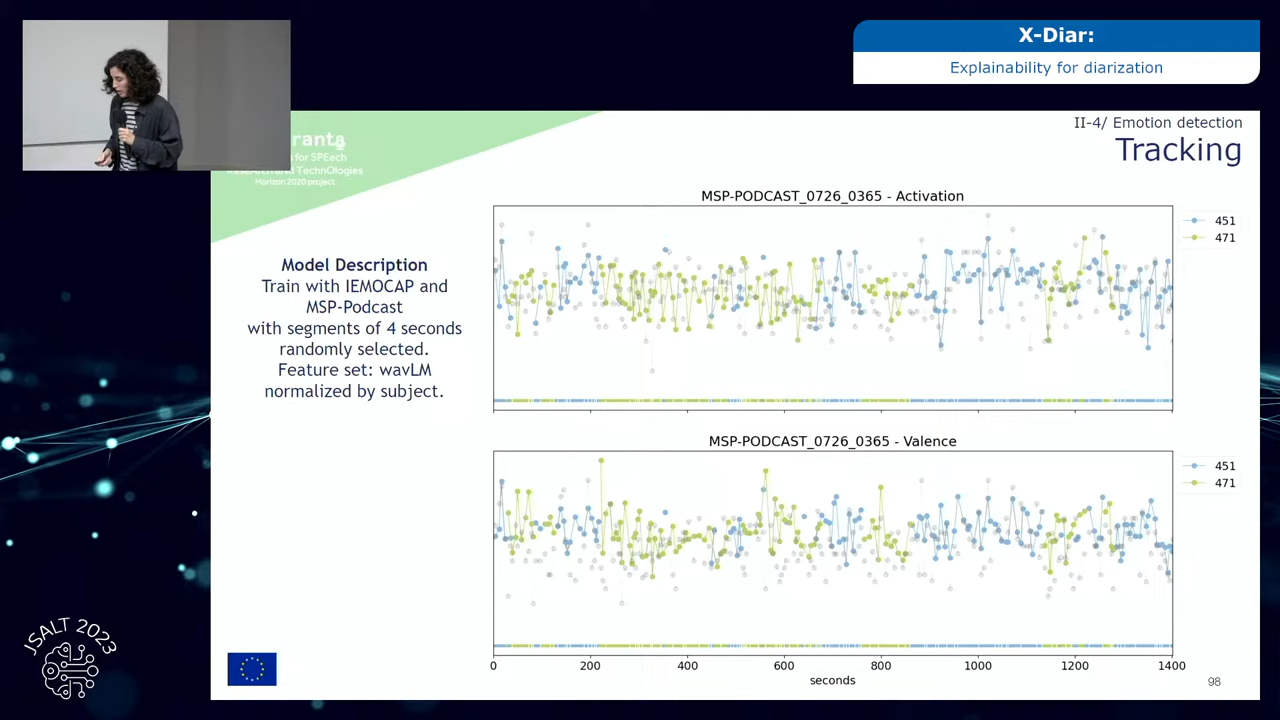 X-Diar:
Explainability for diarization
II-4/ Emotion detection
Tracking
for SPEech
TechnOlogies
Horizon 2020 project.
Model Description
Train with IEMOCAP and
MSP-Podcast
with segments of 4 seconds
randomly selected.
Feature set: wavLM
normalized by subject.
MSP-PODCAST_0726_0365 - Activation
451
471
MSP-PODCAST_0726_0365 - Valence
451
471
0 200 400 600 800 1000 1200 1400
seconds
98
JSALT 2023